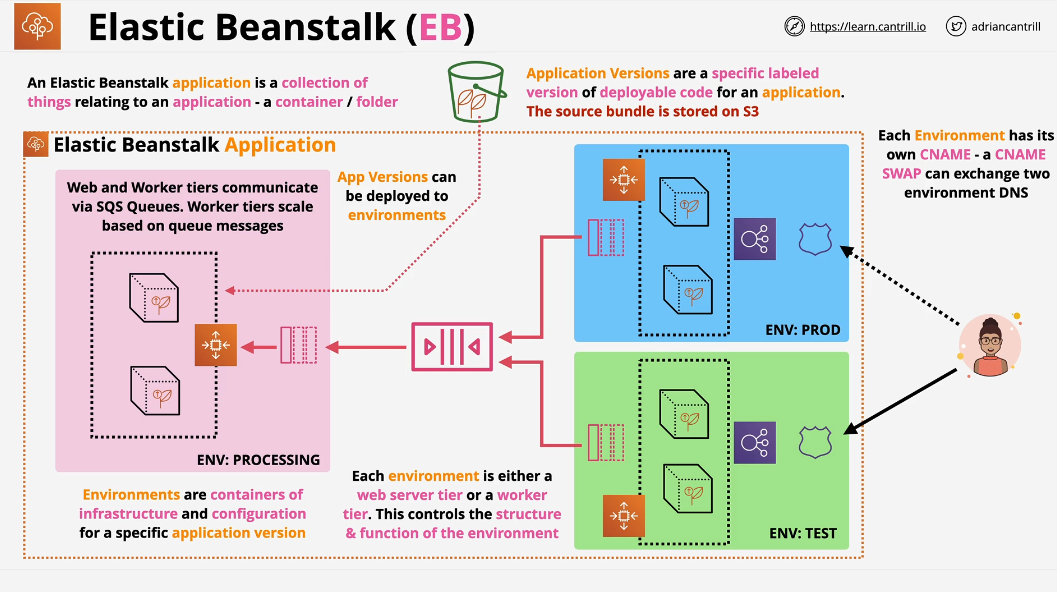 Elastic Beanstalk (EB)
https://learn.cantrill.io
adriancantrill
An Elastic Beanstalk application is a collection of
things relating to an application - a container / folder
Application Versions are a specific labeled
version of deployable code for an application.
The source bundle is stored on S3
Elastic Beanstalk Application
Each Environment has its
own CNAME - a CNAME
SWAP can exchange two
environment DNS
Web and Worker tiers communicate
via SQS Queues. Worker tiers scale
based on queue messages
App Versions can
be deployed to
environments
ENV: PROD
ENV: PROCESSING
ENV: TEST
Environments are containers of
infrastructure and configuration
for a specific application version
Each environment is either a
web server tier or a worker
tier. This controls the structure
& function of the environment